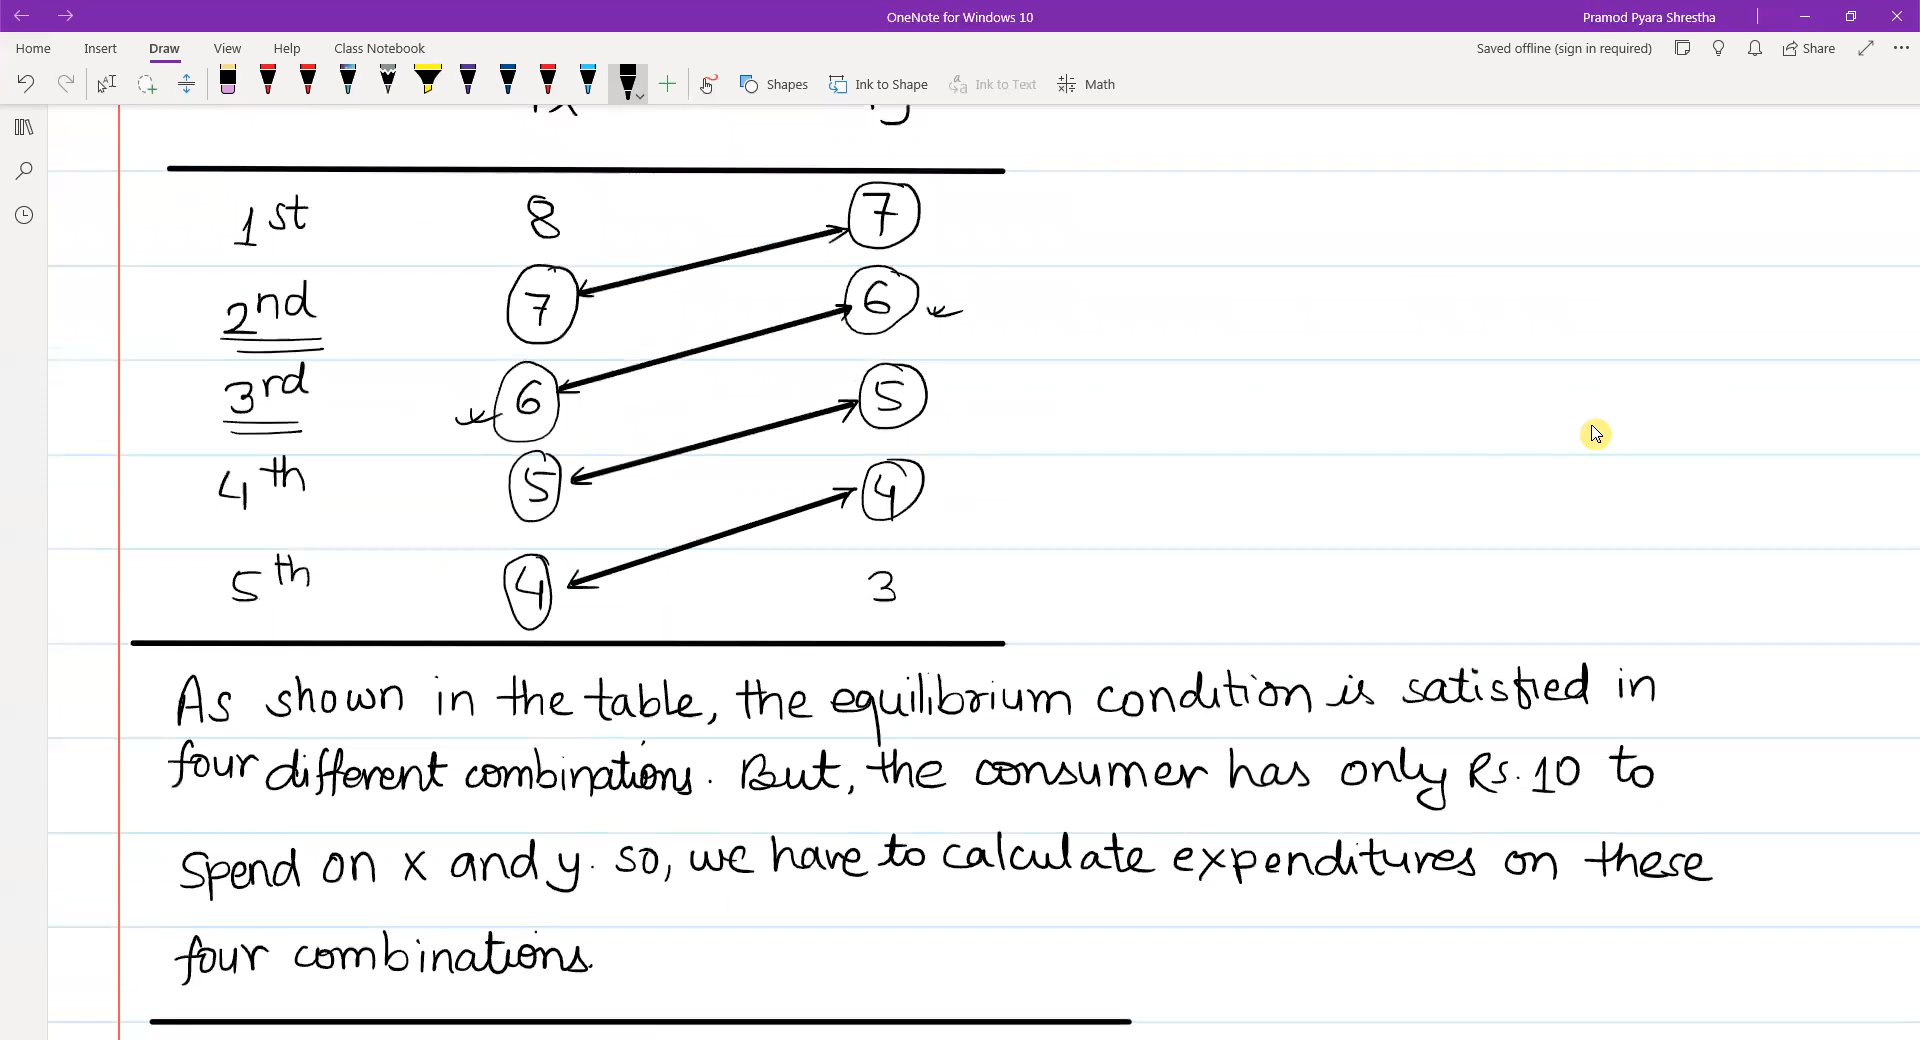 OneNote for Windows 10
Pramod Pyara Shrestha
Home Insert Draw View Help Class Notebook
Saved offline (sign in required) Share
Shapes Ink to Shape Ink to Text Math
1st 8 7
2nd 7 6
3rd 6 5
4th 5 4
5th 4 3
As shown in the table, the equilibrium condition is satisfied in
four different combinations. But, the consumer has only Rs. 10 to
spend on x and y. so, we have to calculate expenditures on these
four combinations.